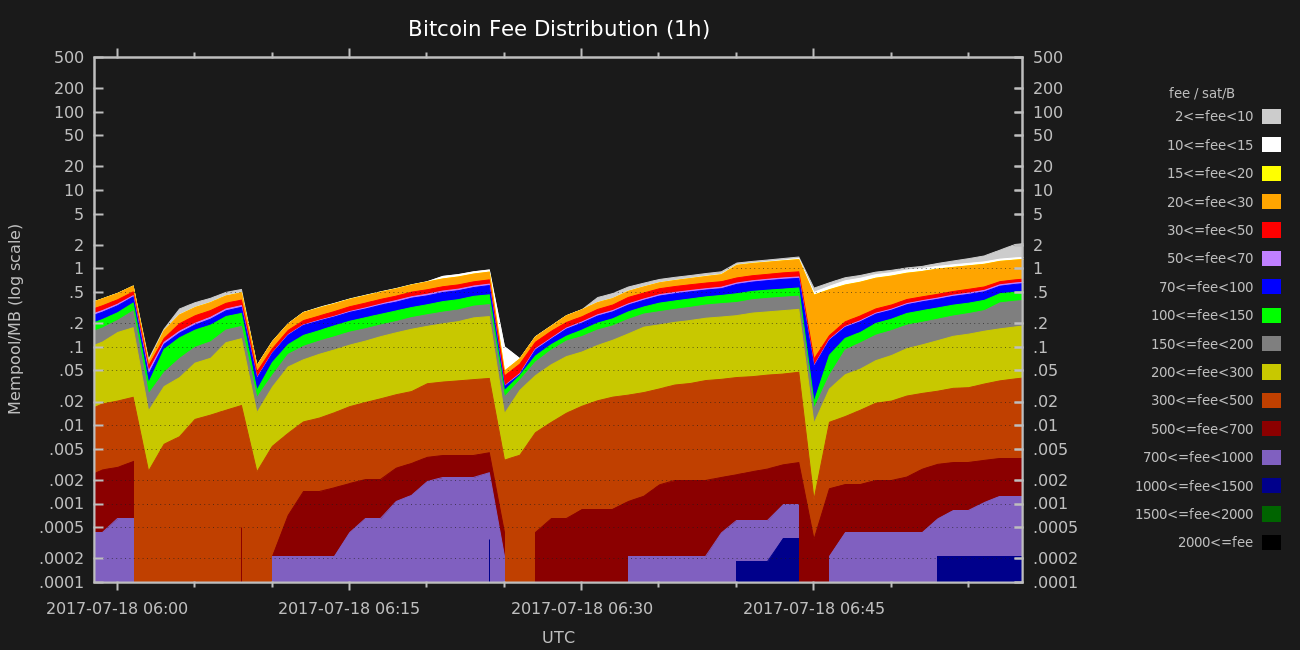 Bitcoin Fee Distribution (1h)
Mempool/MB (log scale)
500
200
100
50
20
10
5
2
1
.5
.2
.1
.05
.02
.01
.005
.002
.001
.0005
.0002
.0001
500
200
100
50
20
10
5
2
1
.5
.2
.1
.05
.02
.01
.005
.002
.001
.0005
.0002
.0001
2017-07-18 06:00
2017-07-18 06:15
2017-07-18 06:30
2017-07-18 06:45
UTC
fee / sat/B
2<=fee<10
10<=fee<15
15<=fee<20
20<=fee<30
30<=fee<50
50<=fee<70
70<=fee<100
100<=fee<150
150<=fee<200
200<=fee<300
300<=fee<500
500<=fee<700
700<=fee<1000
1000<=fee<1500
1500<=fee<2000
2000<=fee